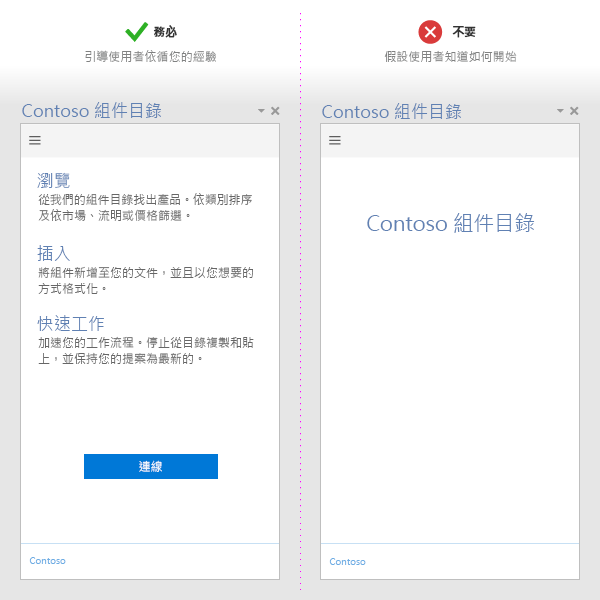 務必
引導使用者依循您的經驗
Contoso 組件目錄
瀏覽
從我們的組件目錄找出產品。依類別排序
及依市場、流明或價格篩選。
插入
將組件新增至您的文件，並且以您想要的
方式格式化。
快速工作
加速您的工作流程。停止從目錄複製和貼
上，並保持您的提案為最新的。
連線
Contoso
不要
假設使用者知道如何開始
Contoso 組件目錄
Contoso 組件目錄
Contoso